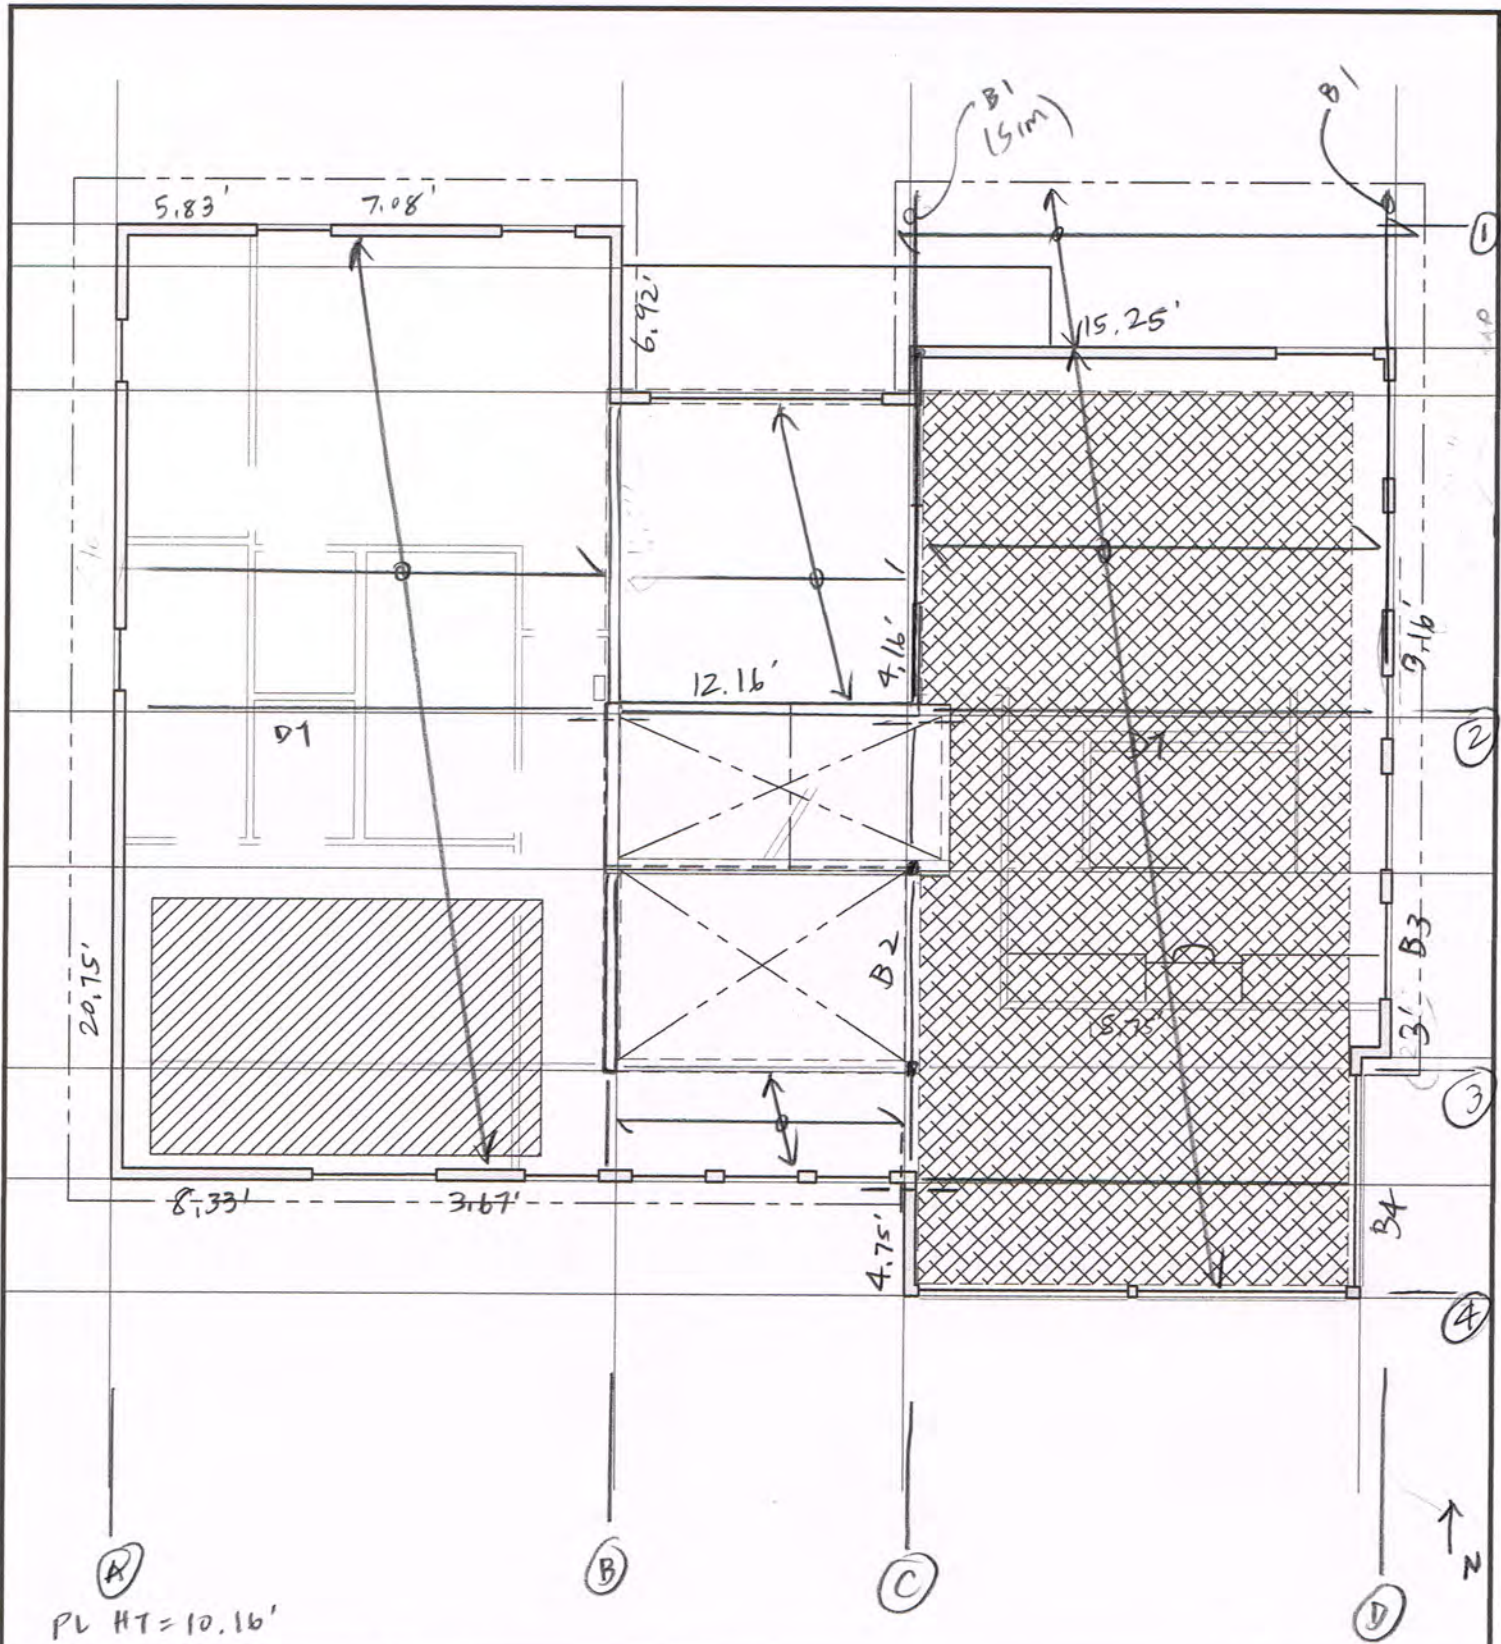 B1
(SIM)
B1
5.83'
7.08'
1
6.92'
15.25'
4.16'
12.16'
3.16'
D1
D1
2
20.75'
B2
B3
15.75'
3'
3
8.33'
3.67'
4.75'
B4
4
A
B
C
D
N
PL HT = 10.16'